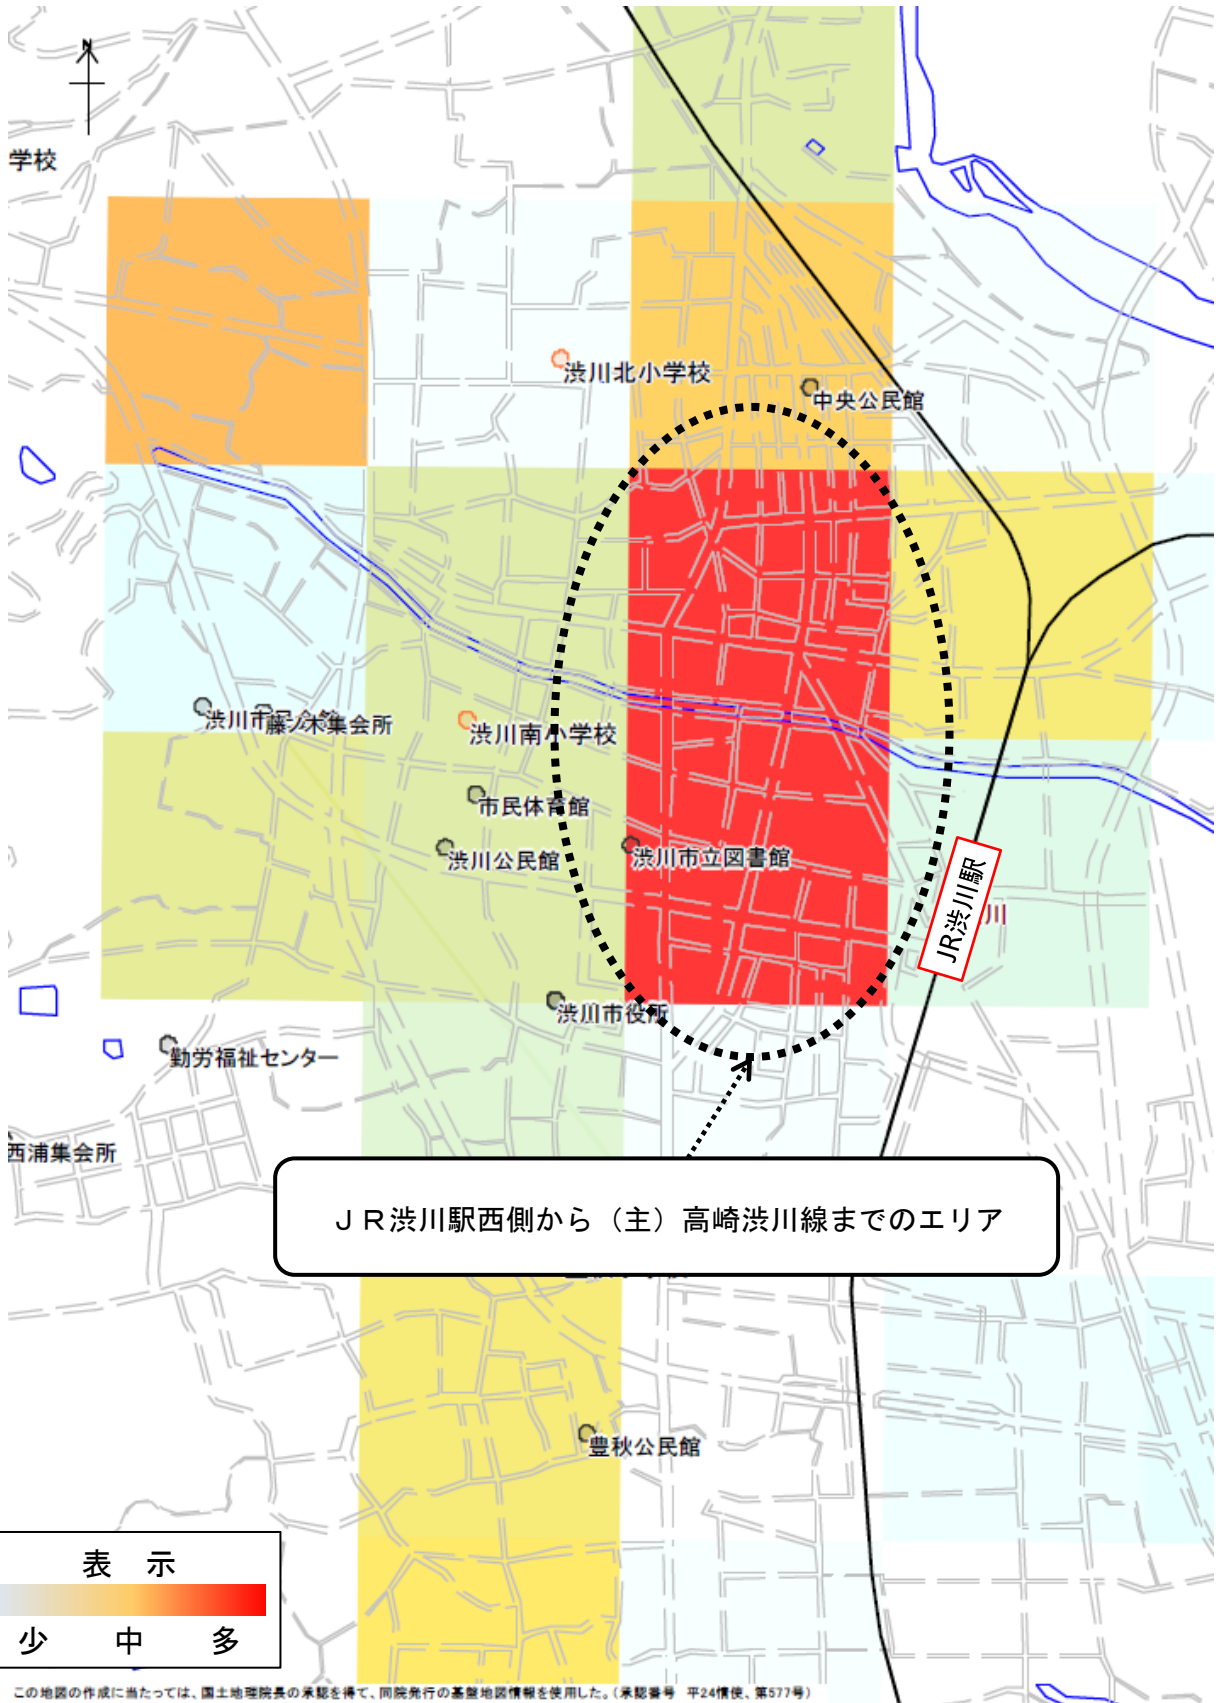 N
学校
渋川北小学校
中央公民館
渋川市
藤ノ木集会所
渋川南小学校
市民体育館
渋川公民館
渋川市立図書館
JR渋川駅
川
渋川市役所
勤労福祉センター
西浦集会所
JR渋川駅西側から(主)高崎渋川線までのエリア
豊秋公民館
表 示
少 中 多
この地図の作成に当たっては、国土地理院長の承認を得て、同院発行の基盤地図情報を使用した。(承認番号 平24情使、第577号)